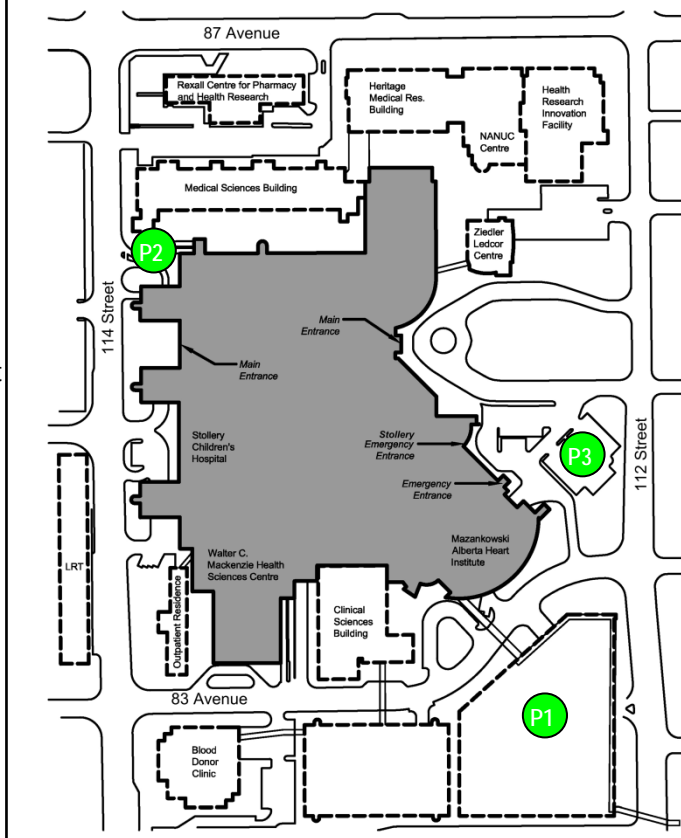 87 Avenue
Rexall Centre for Pharmacy
and Health Research
Heritage
Medical Res.
Building
Health
Research
Innovation
Facility
NANUC
Centre
Medical Sciences Building
Ziedler
Ledcor
Centre
P2
114 Street
Main
Entrance
Main
Entrance
Stollery
Children's
Hospital
Stollery
Emergency
Entrance
Emergency
Entrance
P3
112 Street
LRT
Walter C.
Mackenzie Health
Sciences Centre
Mazankowski
Alberta Heart
Institute
Outpatient Residence
Clinical
Sciences
Building
83 Avenue
P1
Blood
Donor
Clinic